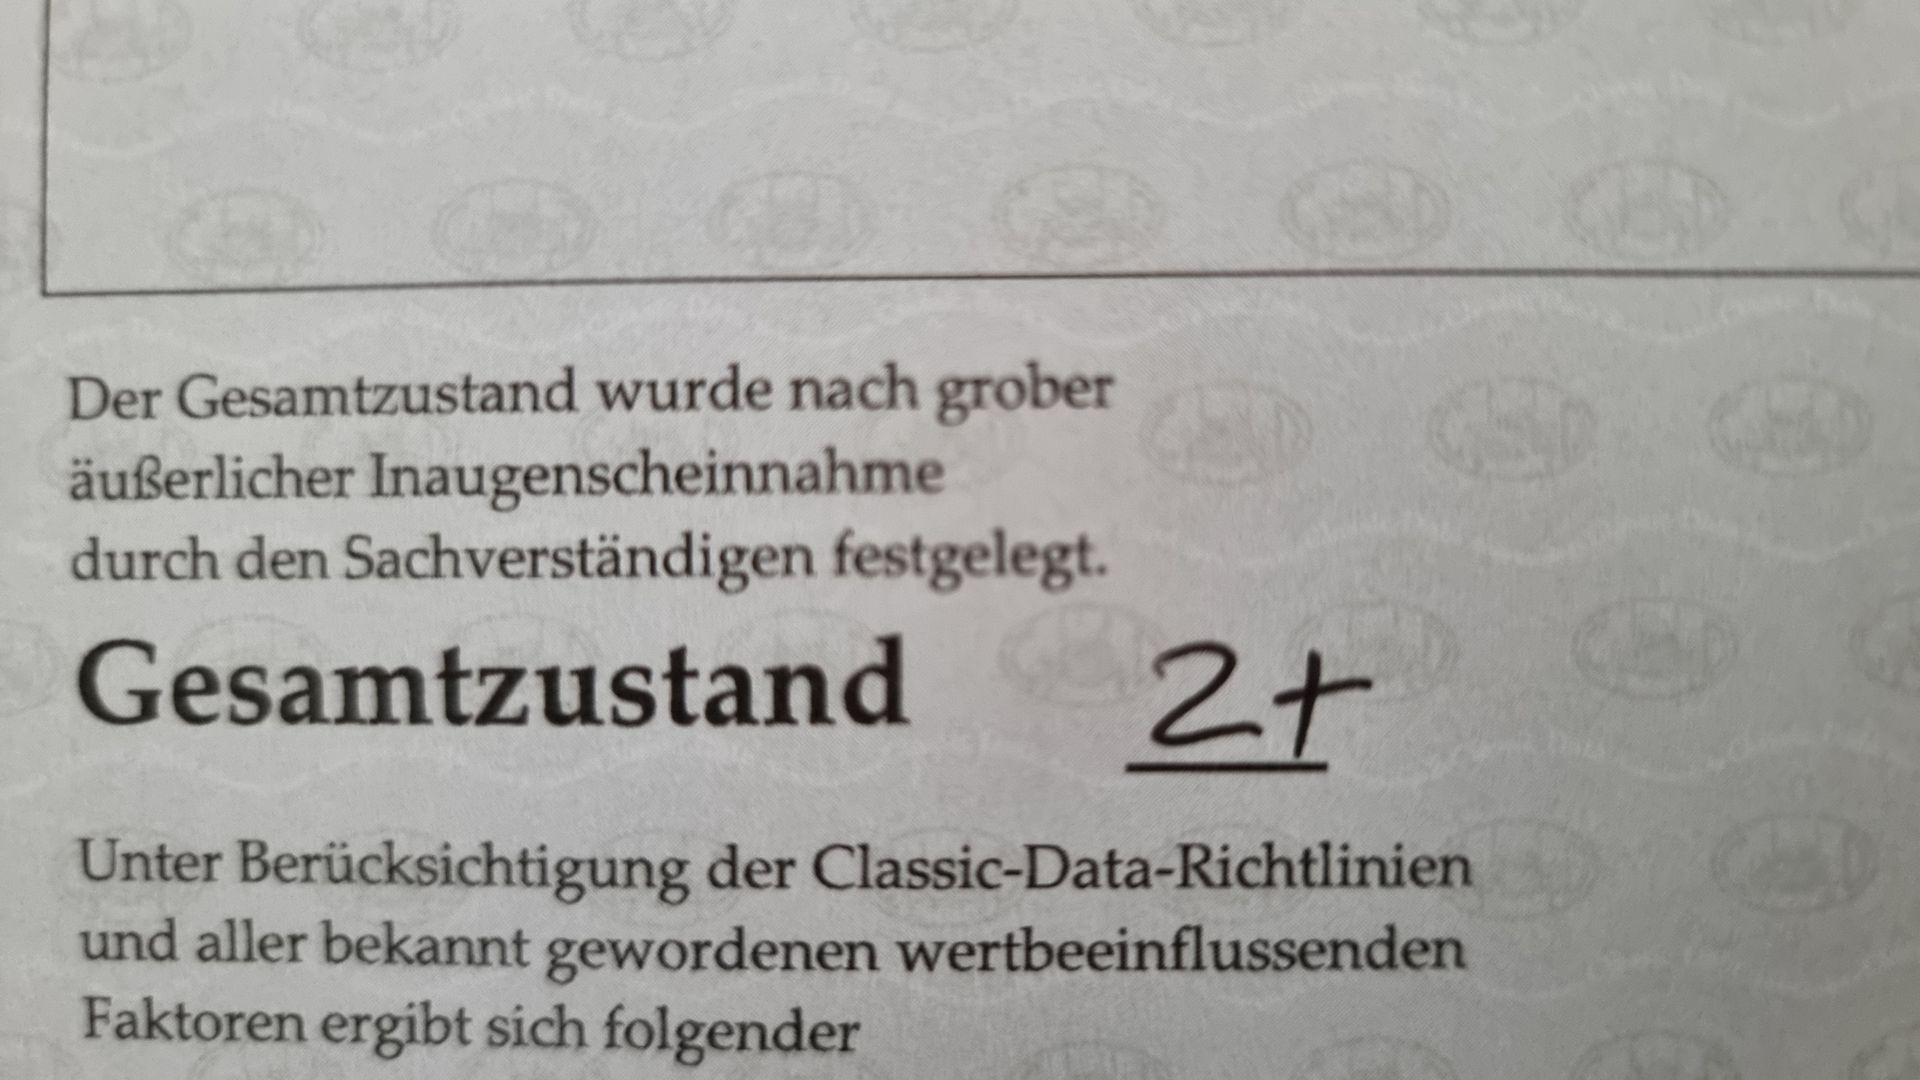 Der Gesamtzustand wurde nach grober
äußerlicher Inaugenscheinnahme
durch den Sachverständigen festgelegt.
Gesamtzustand 2+
Unter Berücksichtigung der Classic-Data-Richtlinien
und aller bekannt gewordenen wertbeeinflussenden
Faktoren ergibt sich folgender